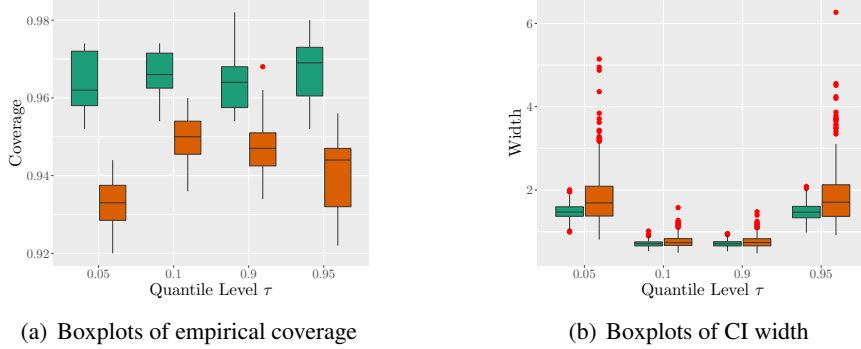 0.98
0.96
0.94
0.92
Coverage
0.05 0.1 0.9 0.95
Quantile Level τ
(a) Boxplots of empirical coverage
6
4
2
Width
0.05 0.1 0.9 0.95
Quantile Level τ
(b) Boxplots of CI width